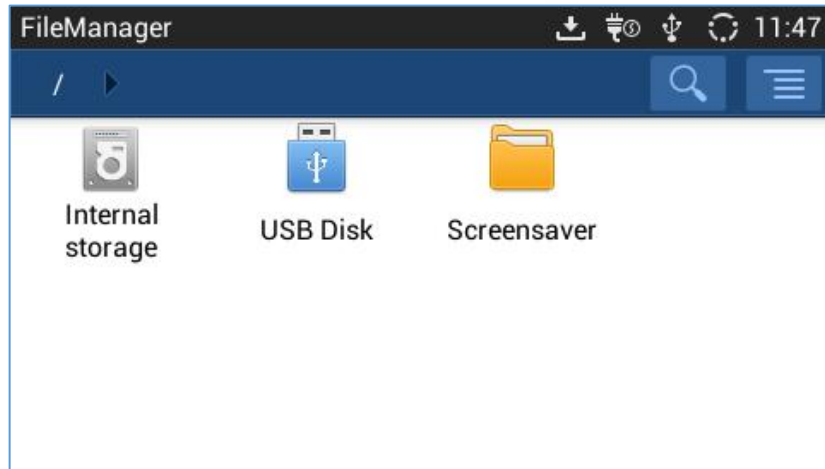 FileManager 11:47
/
Internal
storage
USB Disk
Screensaver